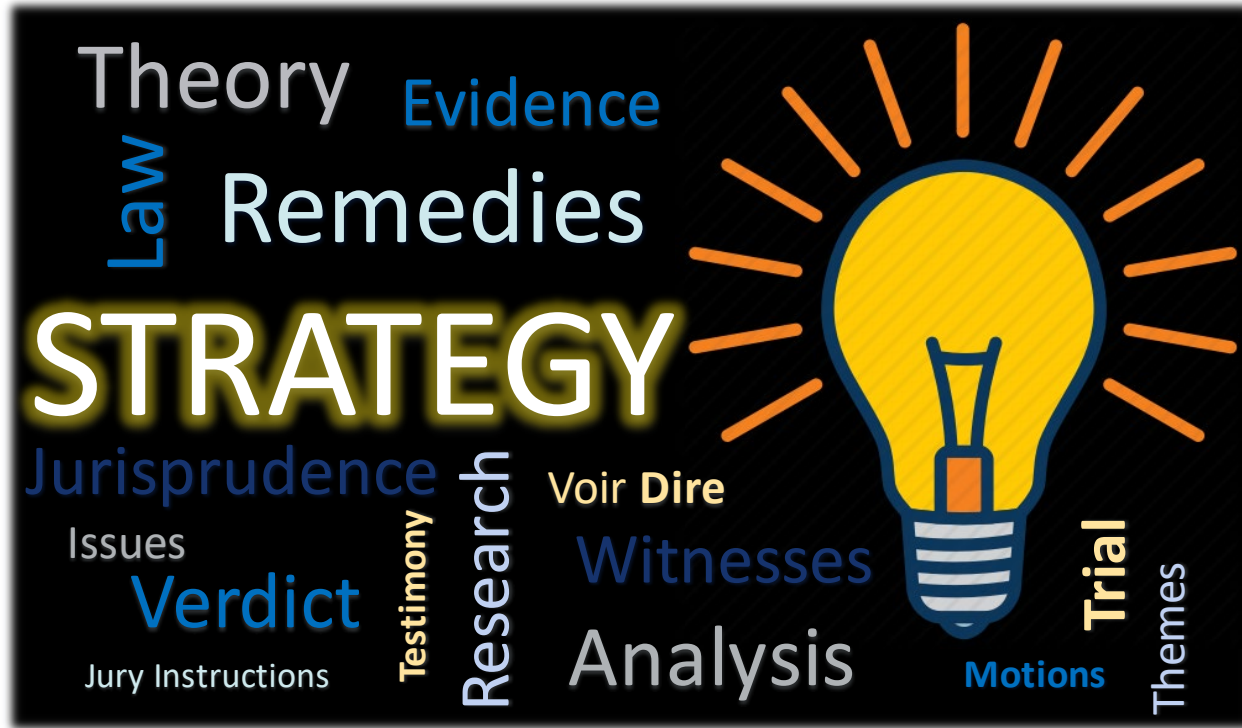 Theory
Evidence
Law
Remedies
STRATEGY
Jurisprudence
Research
Voir Dire
Issues
Testimony
Witnesses
Verdict
Trial
Themes
Analysis
Jury Instructions
Motions